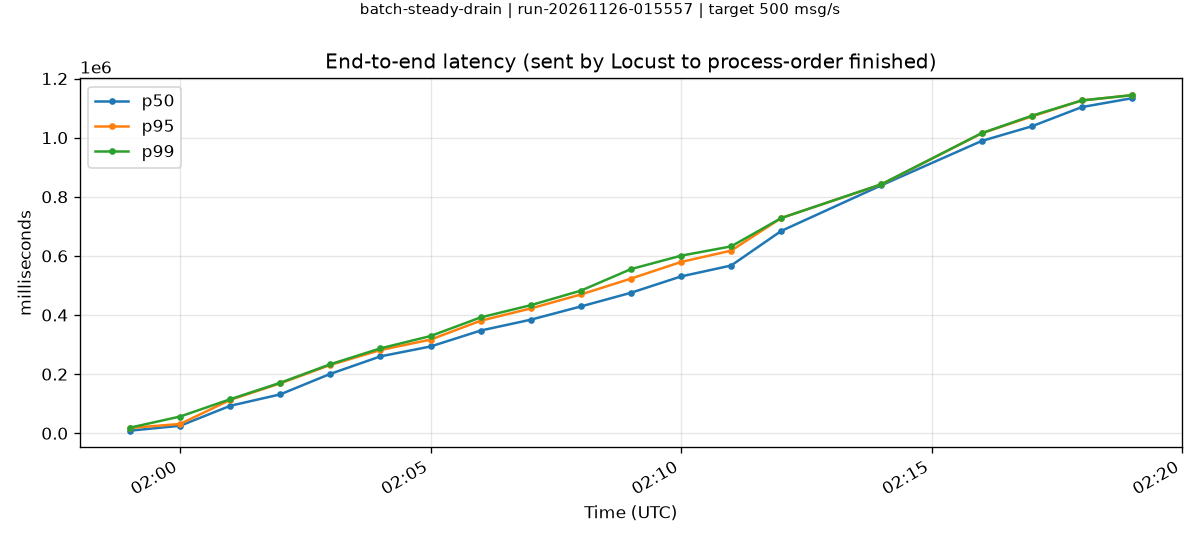 batch-steady-drain | run-20261126-015557 | target 500 msg/s
End-to-end latency (sent by Locust to process-order finished)
1e6
1.2
1.0
0.8
0.6
0.4
0.2
0.0
milliseconds
p50
p95
p99
02:00
02:05
02:10
02:15
02:20
Time (UTC)